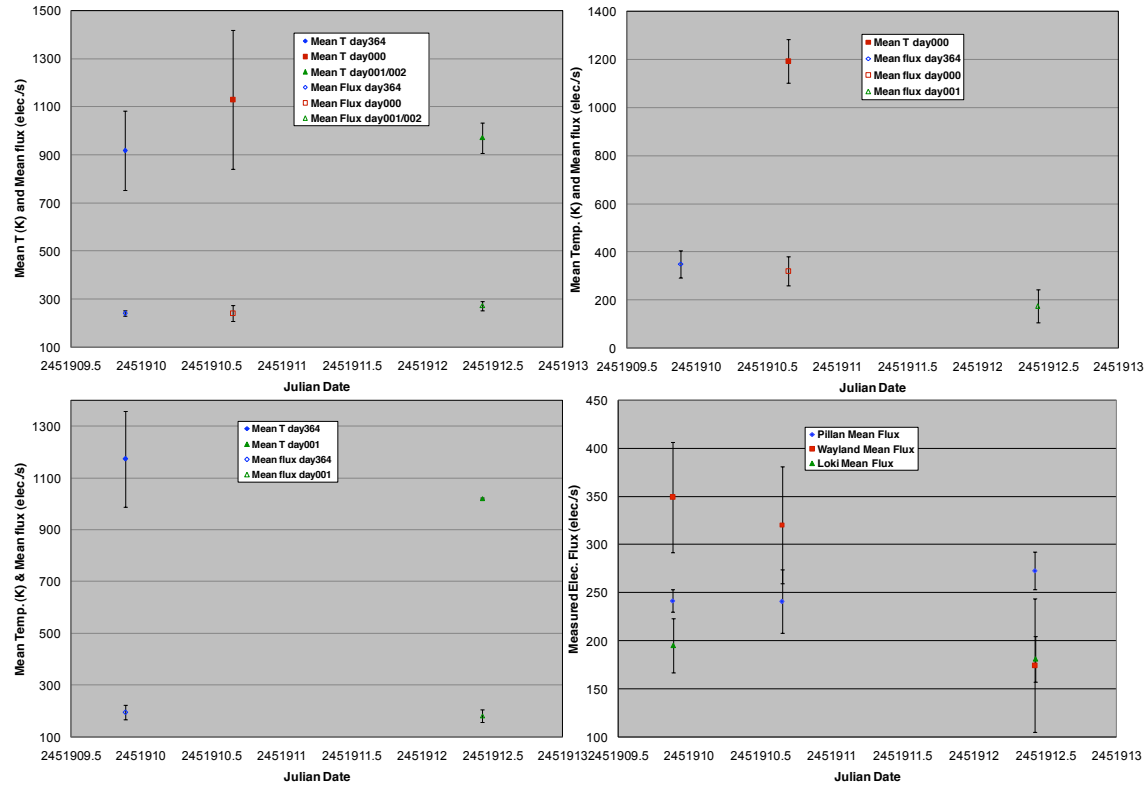 1500
1300
1100
900
700
500
300
100
Mean T (K) and Mean flux (elec./s)
Mean T day364
Mean T day000
Mean T day001/002
Mean Flux day364
Mean Flux day000
Mean Flux day001/002
2451909.5 2451910 2451910.5 2451911 2451911.5 2451912 2451912.5 2451913
Julian Date
1400
1200
1000
800
600
400
200
0
Mean Temp. (K) and Mean flux (elec./s)
Mean T day000
Mean flux day364
Mean flux day000
Mean flux day001
2451909.5 2451910 2451910.5 2451911 2451911.5 2451912 2451912.5 2451913
Julian Date
1300
1100
900
700
500
300
100
Mean Temp. (K) & Mean flux (elec./s)
Mean T day364
Mean T day001
Mean flux day364
Mean flux day001
2451909.5 2451910 2451910.5 2451911 2451911.5 2451912 2451912.5 2451913
Julian Date
450
400
350
300
250
200
150
100
Measured Elec. Flux (elec./s)
Pillan Mean Flux
Wayland Mean Flux
Loki Mean Flux
2451909.5 2451910 2451910.5 2451911 2451911.5 2451912 2451912.5 2451913
Julian Date